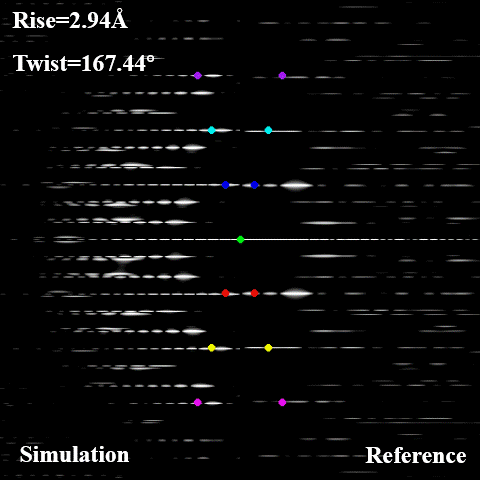 Rise=2.94Å
Twist=167.44°
Simulation
Reference